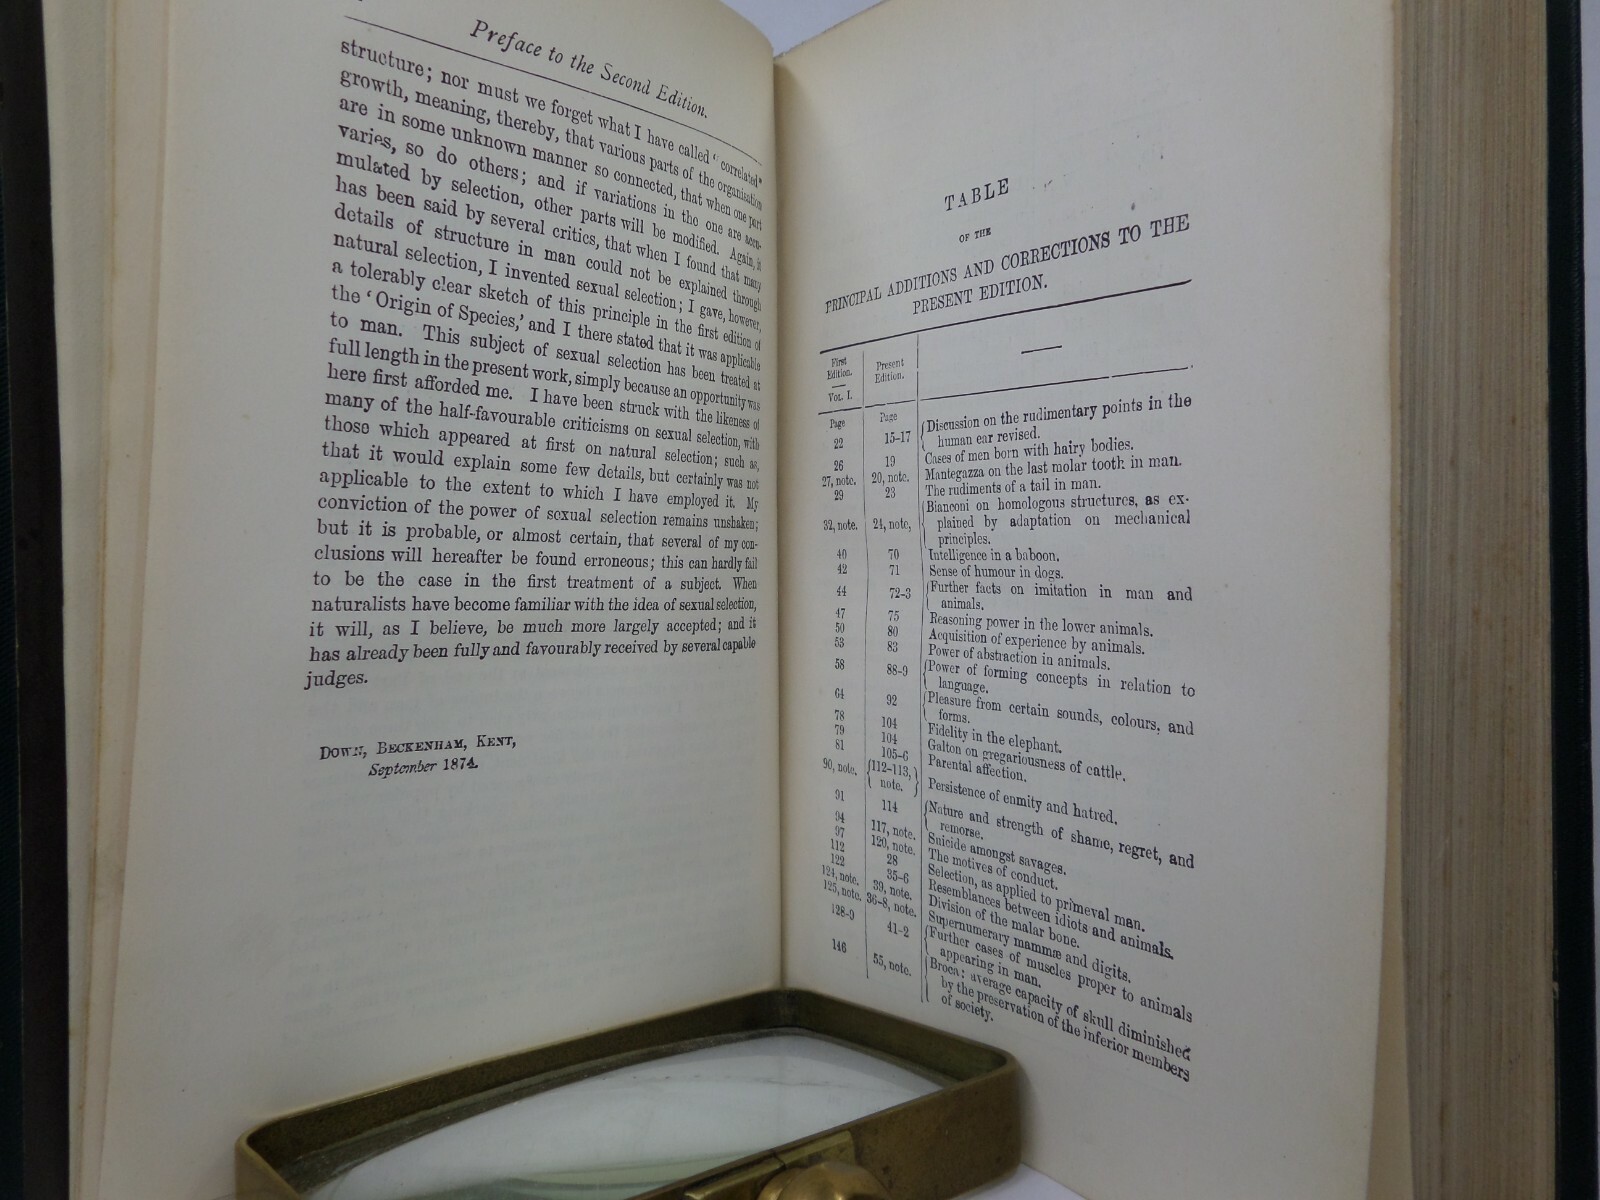 Preface to the Second Edition.
structure; nor must we forget what I have called 'correlated'
growth, meaning, thereby, that various parts of the organisation
are in some unknown manner so connected, that when one part
varies, so do others; and if variations in the one are accu-
mulated by selection, other parts will be modified. Again, it
has been said by several critics, that when I found that many
details of structure in man could not be explained through
natural selection, I invented sexual selection; I gave, however,
a tolerably clear sketch of this principle in the first edition of
the 'Origin of Species,' and I there stated that it was applicable
to man. This subject of sexual selection has been treated at
full length in the present work, simply because an opportunity was
here first afforded me. I have been struck with the likeness of
many of the half-favourable criticisms on sexual selection, with
those which appeared at first on natural selection; such as,
that it would explain some few details, but certainly was not
applicable to the extent to which I have employed it. My
conviction of the power of sexual selection remains unshaken;
but it is probable, or almost certain, that several of my con-
clusions will hereafter be found erroneous; this can hardly fail
to be the case in the first treatment of a subject. When
naturalists have become familiar with the idea of sexual selection,
it will, as I believe, be much more largely accepted; and it
has already been fully and favourably received by several capable
judges.
DOWN, BECKENHAM, KENT,
September 1874.
TABLE
OF THE
PRINCIPAL ADDITIONS AND CORRECTIONS TO THE
PRESENT EDITION.
First Edition. Vol. I. Present Edition.
Page Page
22 15-17 Discussion on the rudimentary points in the
human ear revised.
26 19 Cases of men born with hairy bodies.
27, note. 20, note. Mantegazza on the last molar tooth in man.
29 23 The rudiments of a tail in man.
32, note. 24, note, Bianconi on homologous structures, as ex-
plained by adaptation on mechanical
principles.
40 70 Intelligence in a baboon.
42 71 Sense of humour in dogs.
44 72-3 Further facts on imitation in man and
animals.
47 75 Reasoning power in the lower animals.
50 80 Acquisition of experience by animals.
53 83 Power of abstraction in animals.
58 88-9 Power of forming concepts in relation to
language.
64 92 Pleasure from certain sounds, colours, and
forms.
78 104 Fidelity in the elephant.
79 104 Galton on gregariousness of cattle.
81 105-6 Parental affection.
90, note. 112-113, note. Persistence of enmity and hatred.
91 114 Nature and strength of shame, regret, and
remorse.
94 117, note. Suicide amongst savages.
97 120, note. The motives of conduct.
112 28 Selection, as applied to primeval man.
122 35-6 Resemblances between idiots and animals.
124, note. 39, note. Division of the malar bone.
125, note. 36-8, note. Supernumerary mammæ and digits.
128-9 41-2 Further cases of muscles proper to animals
appearing in man.
146 55, note. Broca: average capacity of skull diminished
by the preservation of the inferior members
of society.